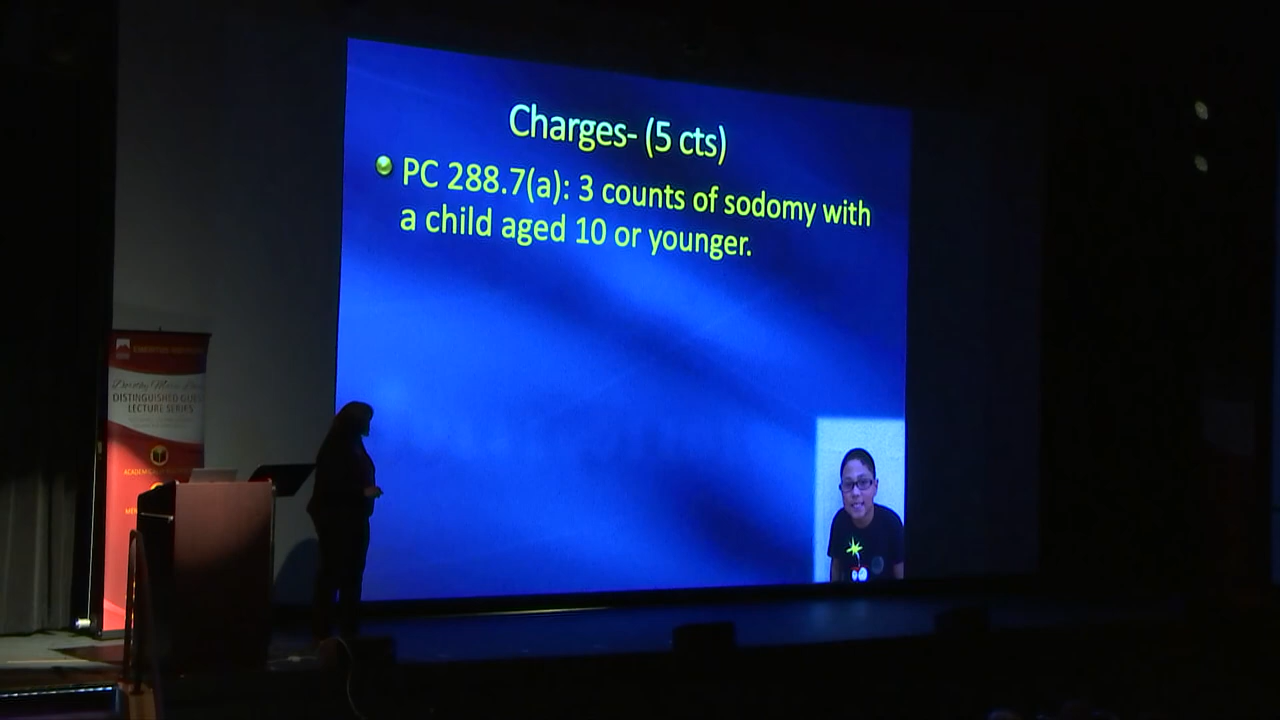 Charges- (5 cts)
PC 288.7(a): 3 counts of sodomy with
a child aged 10 or younger.
DISTINGUISHED
LECTURE SERIES